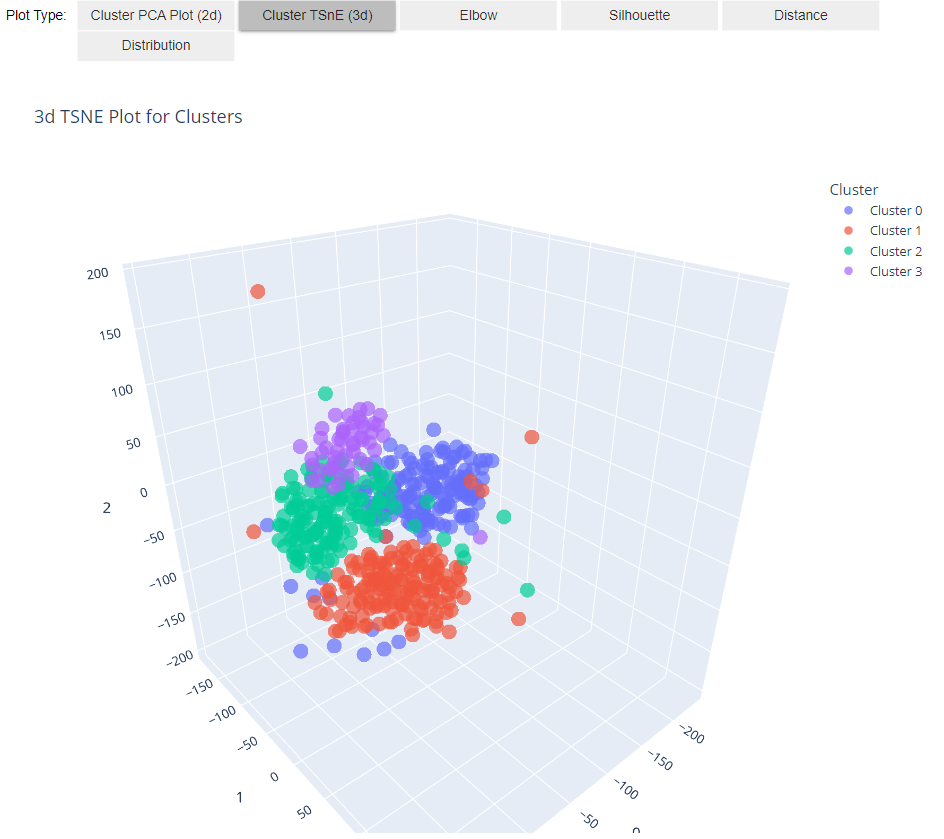 Plot Type: Cluster PCA Plot (2d) Cluster TSnE (3d) Elbow Silhouette Distance
Distribution
3d TSNE Plot for Clusters
Cluster
Cluster 0
Cluster 1
Cluster 2
Cluster 3
200
150
100
50
0
2
−50
−100
−150
−200
−150
−100
−50
0
1
50
−200
−150
−100
−50